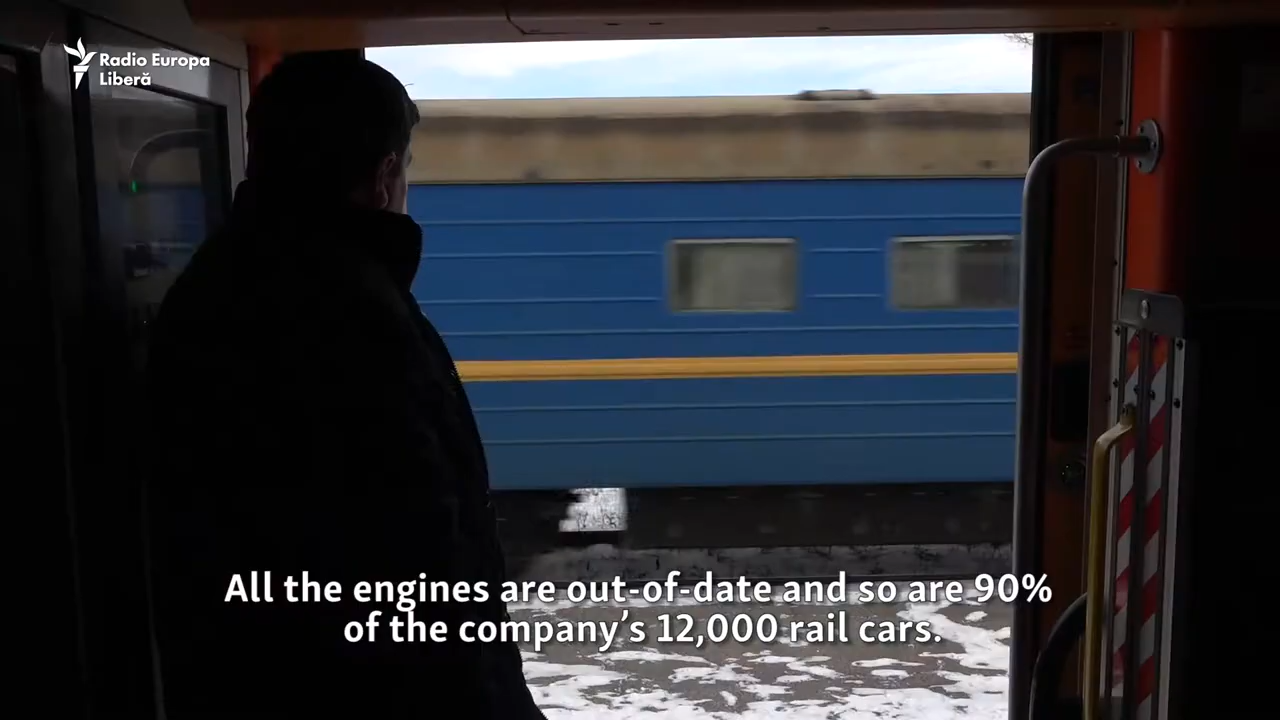 Radio Europa
Liberă
All the engines are out-of-date and so are 90%
of the company’s 12,000 rail cars.